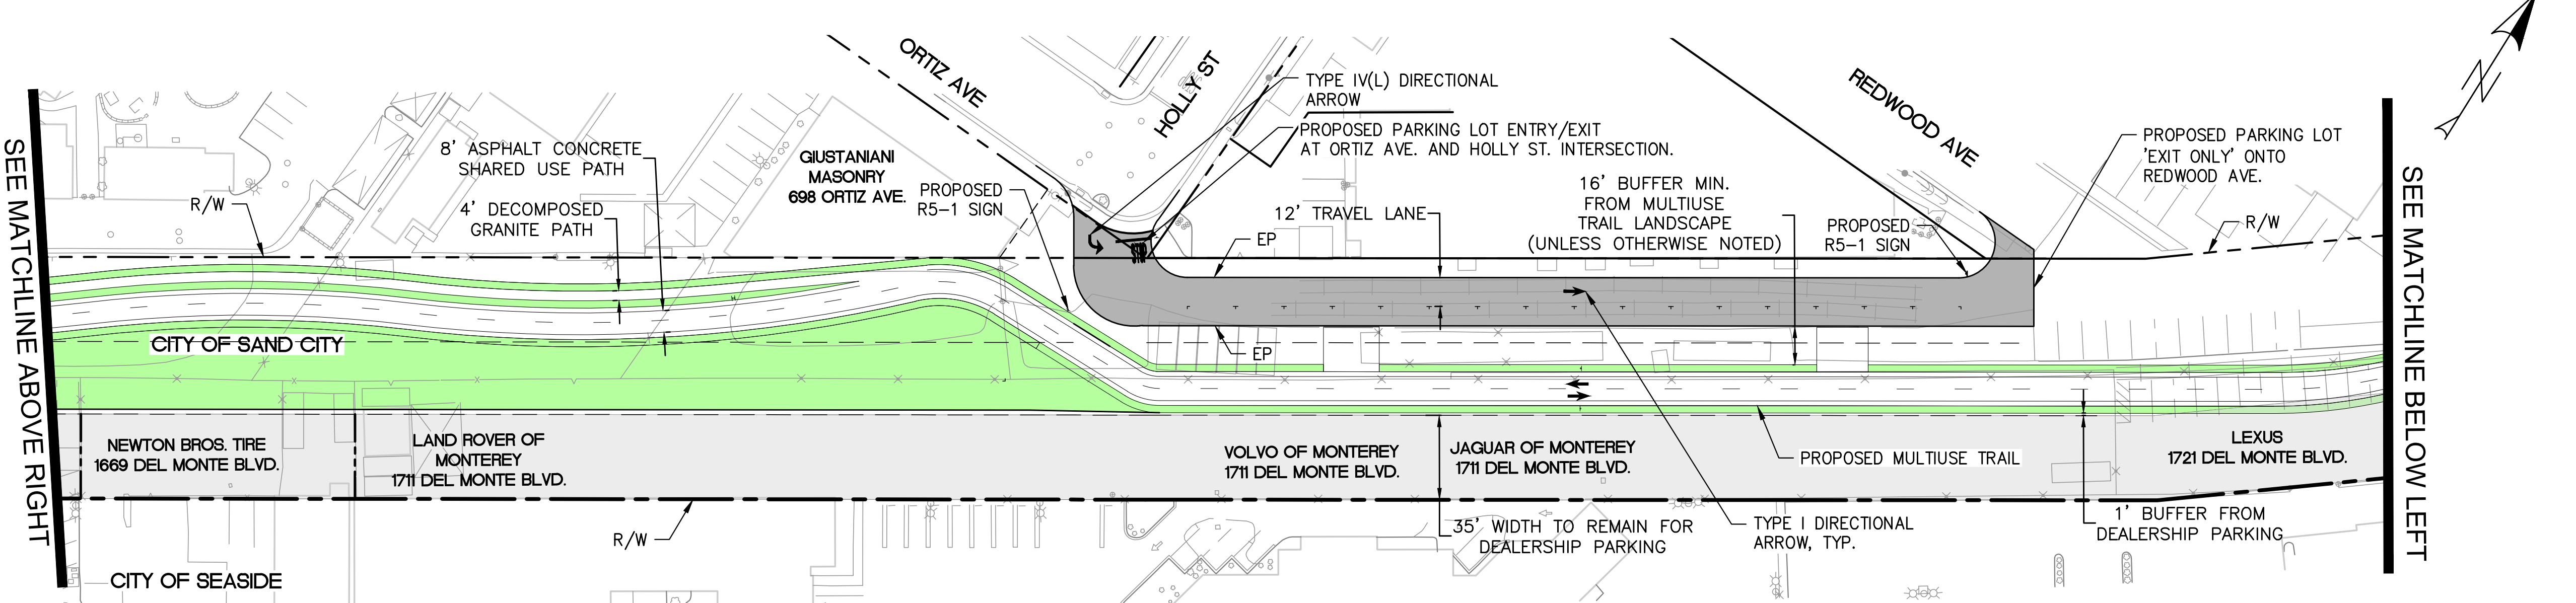 SEE MATCHLINE ABOVE RIGHT
R/W
8' ASPHALT CONCRETE
SHARED USE PATH
4' DECOMPOSED
GRANITE PATH
CITY OF SAND CITY
NEWTON BROS. TIRE
1669 DEL MONTE BLVD.
LAND ROVER OF
MONTEREY
1711 DEL MONTE BLVD.
R/W
CITY OF SEASIDE
GIUSTANIANI
MASONRY
698 ORTIZ AVE.
PROPOSED
R5-1 SIGN
ORTIZ AVE
HOLLY ST
TYPE IV(L) DIRECTIONAL
ARROW
PROPOSED PARKING LOT ENTRY/EXIT
AT ORTIZ AVE. AND HOLLY ST. INTERSECTION.
12' TRAVEL LANE
EP
EP
16' BUFFER MIN.
FROM MULTIUSE
TRAIL LANDSCAPE
(UNLESS OTHERWISE NOTED)
REDWOOD AVE
PROPOSED
R5-1 SIGN
PROPOSED PARKING LOT
'EXIT ONLY' ONTO
REDWOOD AVE.
R/W
N
VOLVO OF MONTEREY
1711 DEL MONTE BLVD.
JAGUAR OF MONTEREY
1711 DEL MONTE BLVD.
PROPOSED MULTIUSE TRAIL
LEXUS
1721 DEL MONTE BLVD.
35' WIDTH TO REMAIN FOR
DEALERSHIP PARKING
TYPE I DIRECTIONAL
ARROW, TYP.
1' BUFFER FROM
DEALERSHIP PARKING
SEE MATCHLINE BELOW LEFT